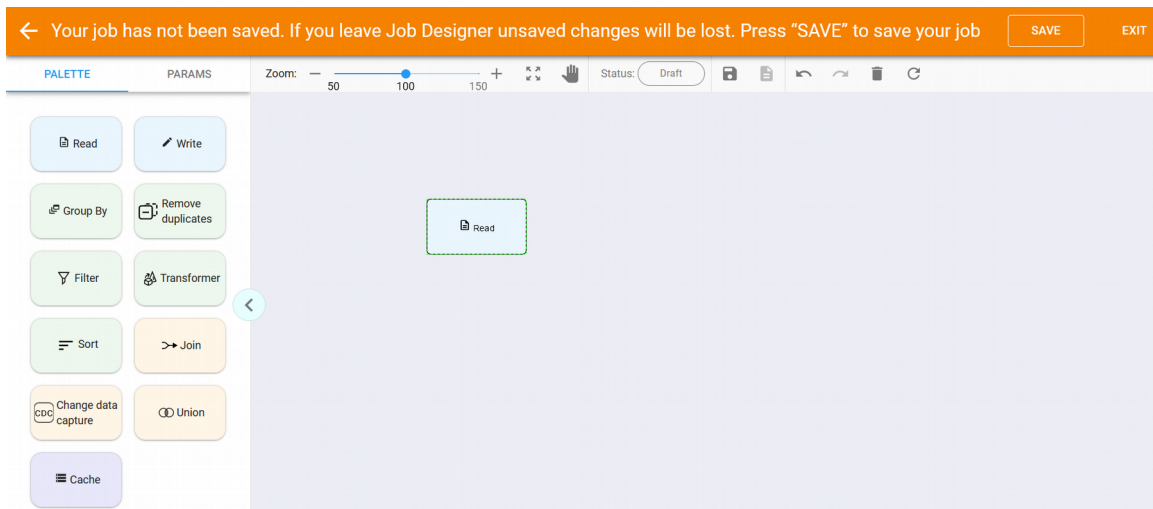 Your job has not been saved. If you leave Job Designer unsaved changes will be lost. Press “SAVE” to save your job
SAVE
EXIT
PALETTE
PARAMS
Zoom:
50
100
150
Status:
Draft
Read
Write
Group By
Remove
duplicates
Filter
Transformer
Sort
Join
CDC
Change data
capture
Union
Cache
Read